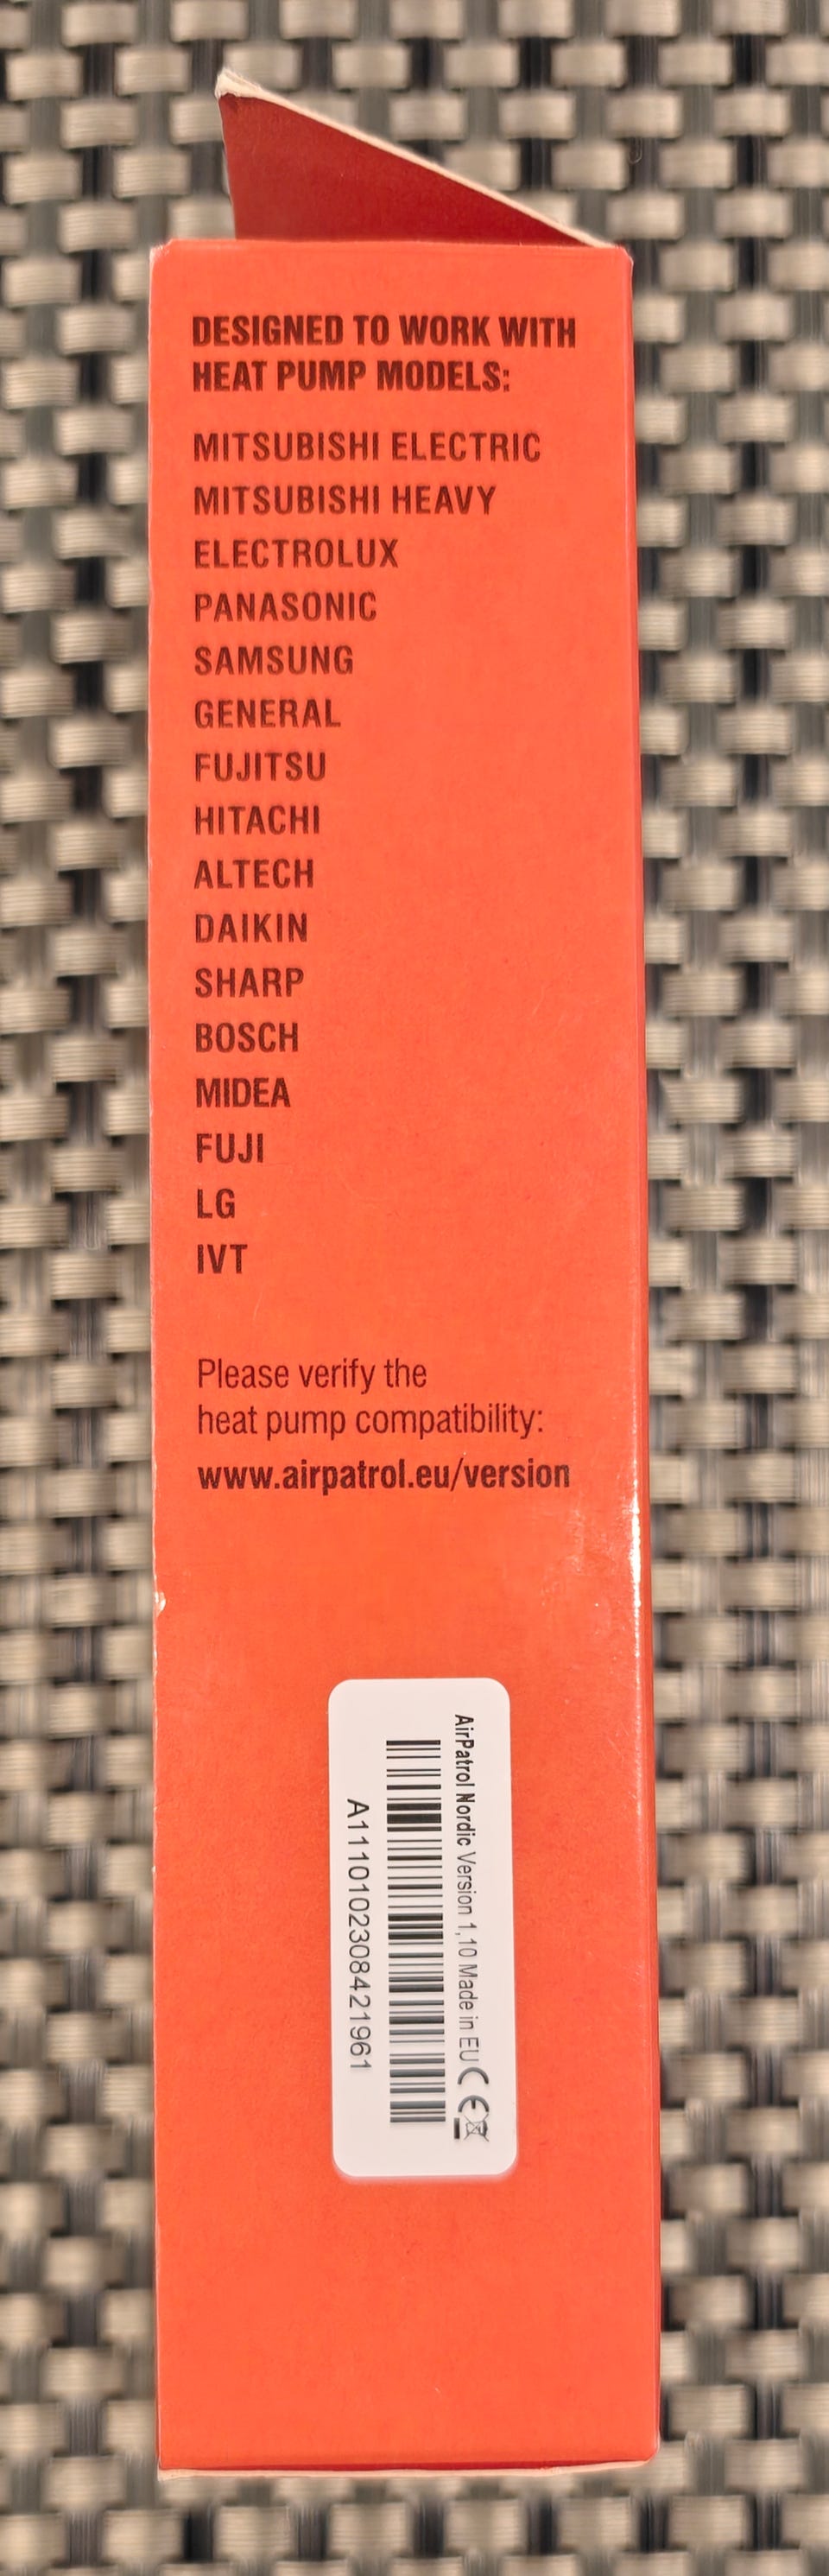 DESIGNED TO WORK WITH
HEAT PUMP MODELS:
MITSUBISHI ELECTRIC
MITSUBISHI HEAVY
ELECTROLUX
PANASONIC
SAMSUNG
GENERAL
FUJITSU
HITACHI
ALTECH
DAIKIN
SHARP
BOSCH
MIDEA
FUJI
LG
IVT
Please verify the
heat pump compatibility:
www.airpatrol.eu/version
AirPatrol Nordic Version 1,10 Made in EU CE
A1110102308421961